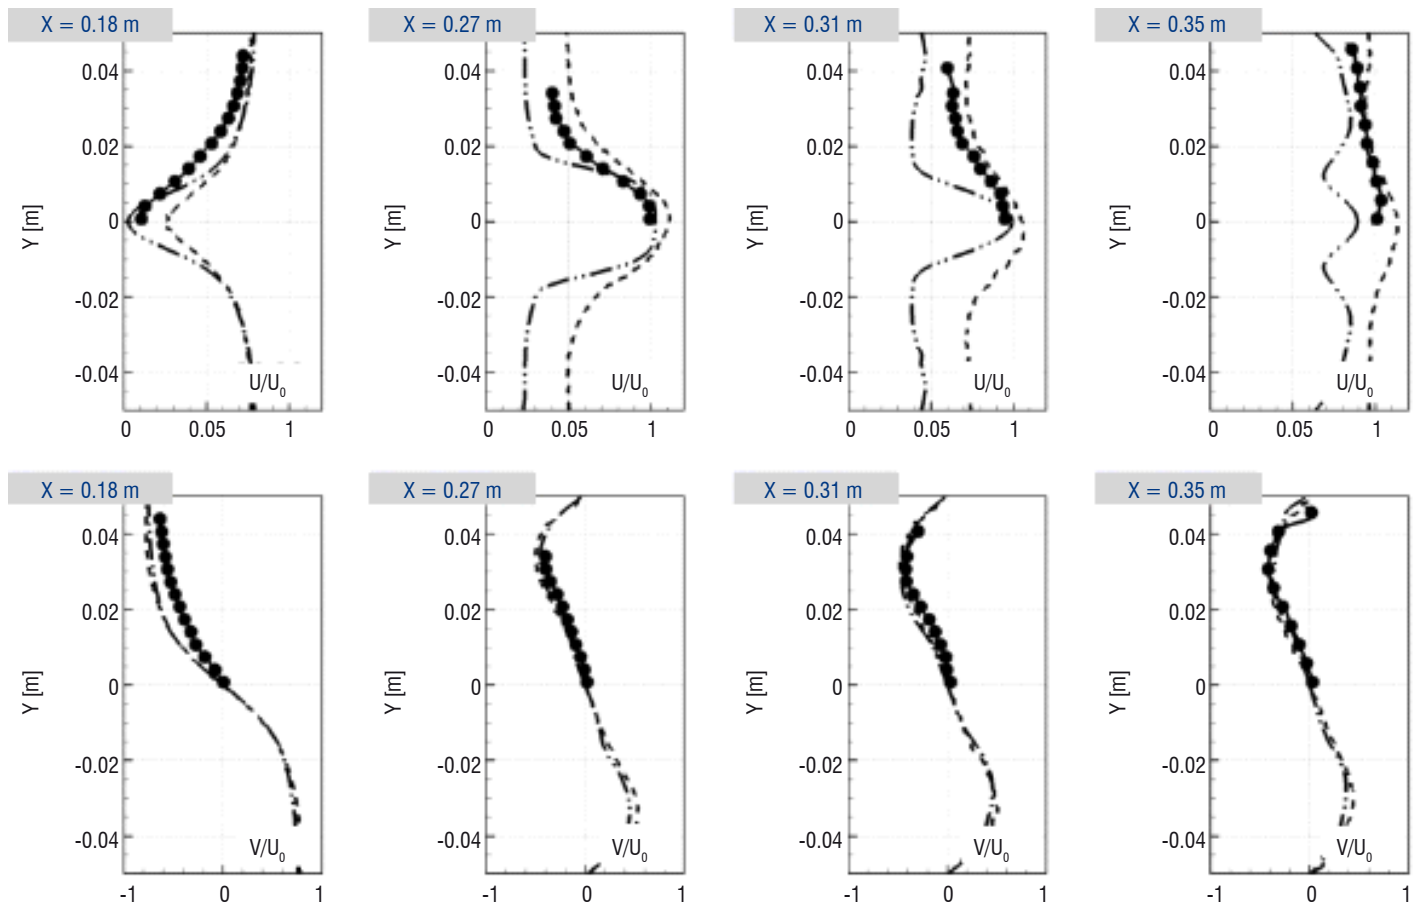 X = 0.18 m
X = 0.27 m
X = 0.31 m
X = 0.35 m
0.04 0.04 0.04 0.04
0.02 0.02 0.02 0.02
Y [m] 0 Y [m] 0 Y [m] 0 Y [m] 0
-0.02 -0.02 -0.02 -0.02
-0.04 U/U0 -0.04 U/U0 -0.04 U/U0 -0.04 U/U0
0 0.05 1 0 0.05 1 0 0.05 1 0 0.05 1
X = 0.18 m
X = 0.27 m
X = 0.31 m
X = 0.35 m
0.04 0.04 0.04 0.04
0.02 0.02 0.02 0.02
Y [m] 0 Y [m] 0 Y [m] 0 Y [m] 0
-0.02 -0.02 -0.02 -0.02
-0.04 V/U0 -0.04 V/U0 -0.04 V/U0 -0.04 V/U0
-1 0 1 -1 0 1 -1 0 1 -1 0 1